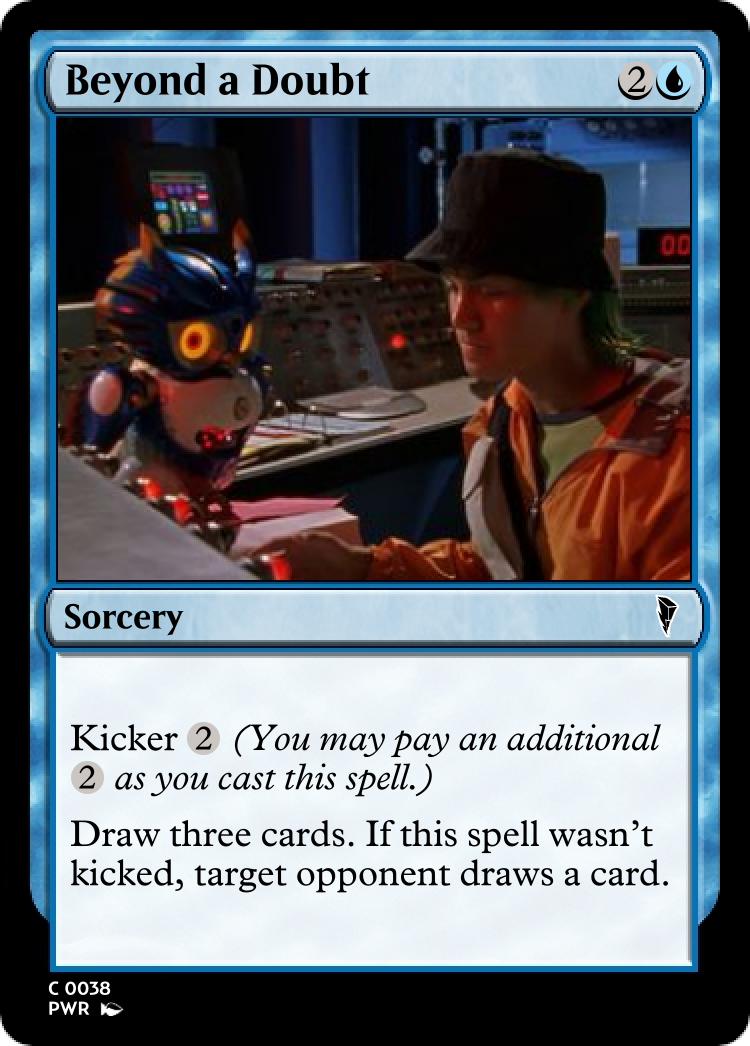 Beyond a Doubt 2
00
Sorcery
Kicker 2 (You may pay an additional
2 as you cast this spell.)
Draw three cards. If this spell wasn't
kicked, target opponent draws a card.
C 0038
PWR